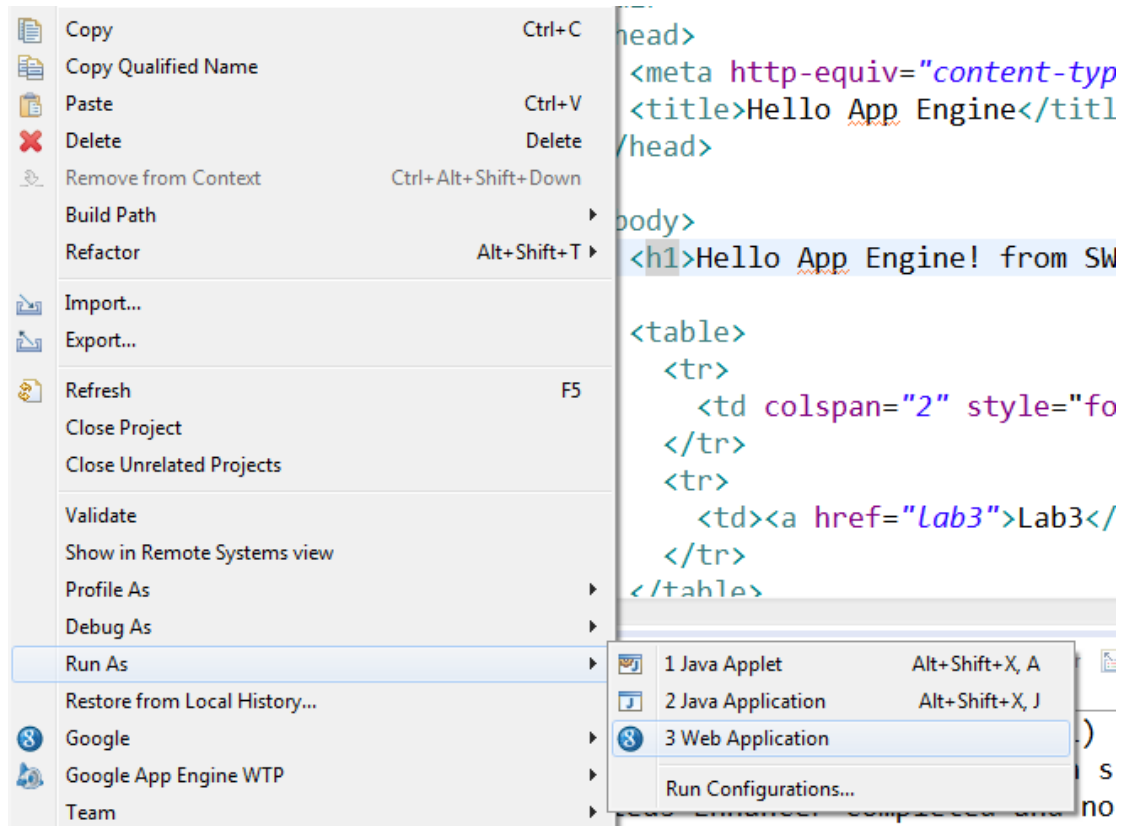 Copy Ctrl+C
Copy Qualified Name
Paste Ctrl+V
Delete Delete
Remove from Context Ctrl+Alt+Shift+Down
Build Path
Refactor Alt+Shift+T
Import...
Export...
Refresh F5
Close Project
Close Unrelated Projects
Validate
Show in Remote Systems view
Profile As
Debug As
Run As
Restore from Local History...
Google
Google App Engine WTP
Team
1 Java Applet Alt+Shift+X, A
2 Java Application Alt+Shift+X, J
3 Web Application
Run Configurations...
head>
<meta http-equiv="content-typ
<title>Hello App Engine</titl
/head>
body>
<h1>Hello App Engine! from SW
<table>
<tr>
<td colspan="2" style="fo
</tr>
<tr>
<td><a href="lab3">Lab3</
</tr>
</table>
.)
s
Enhancer completed and no